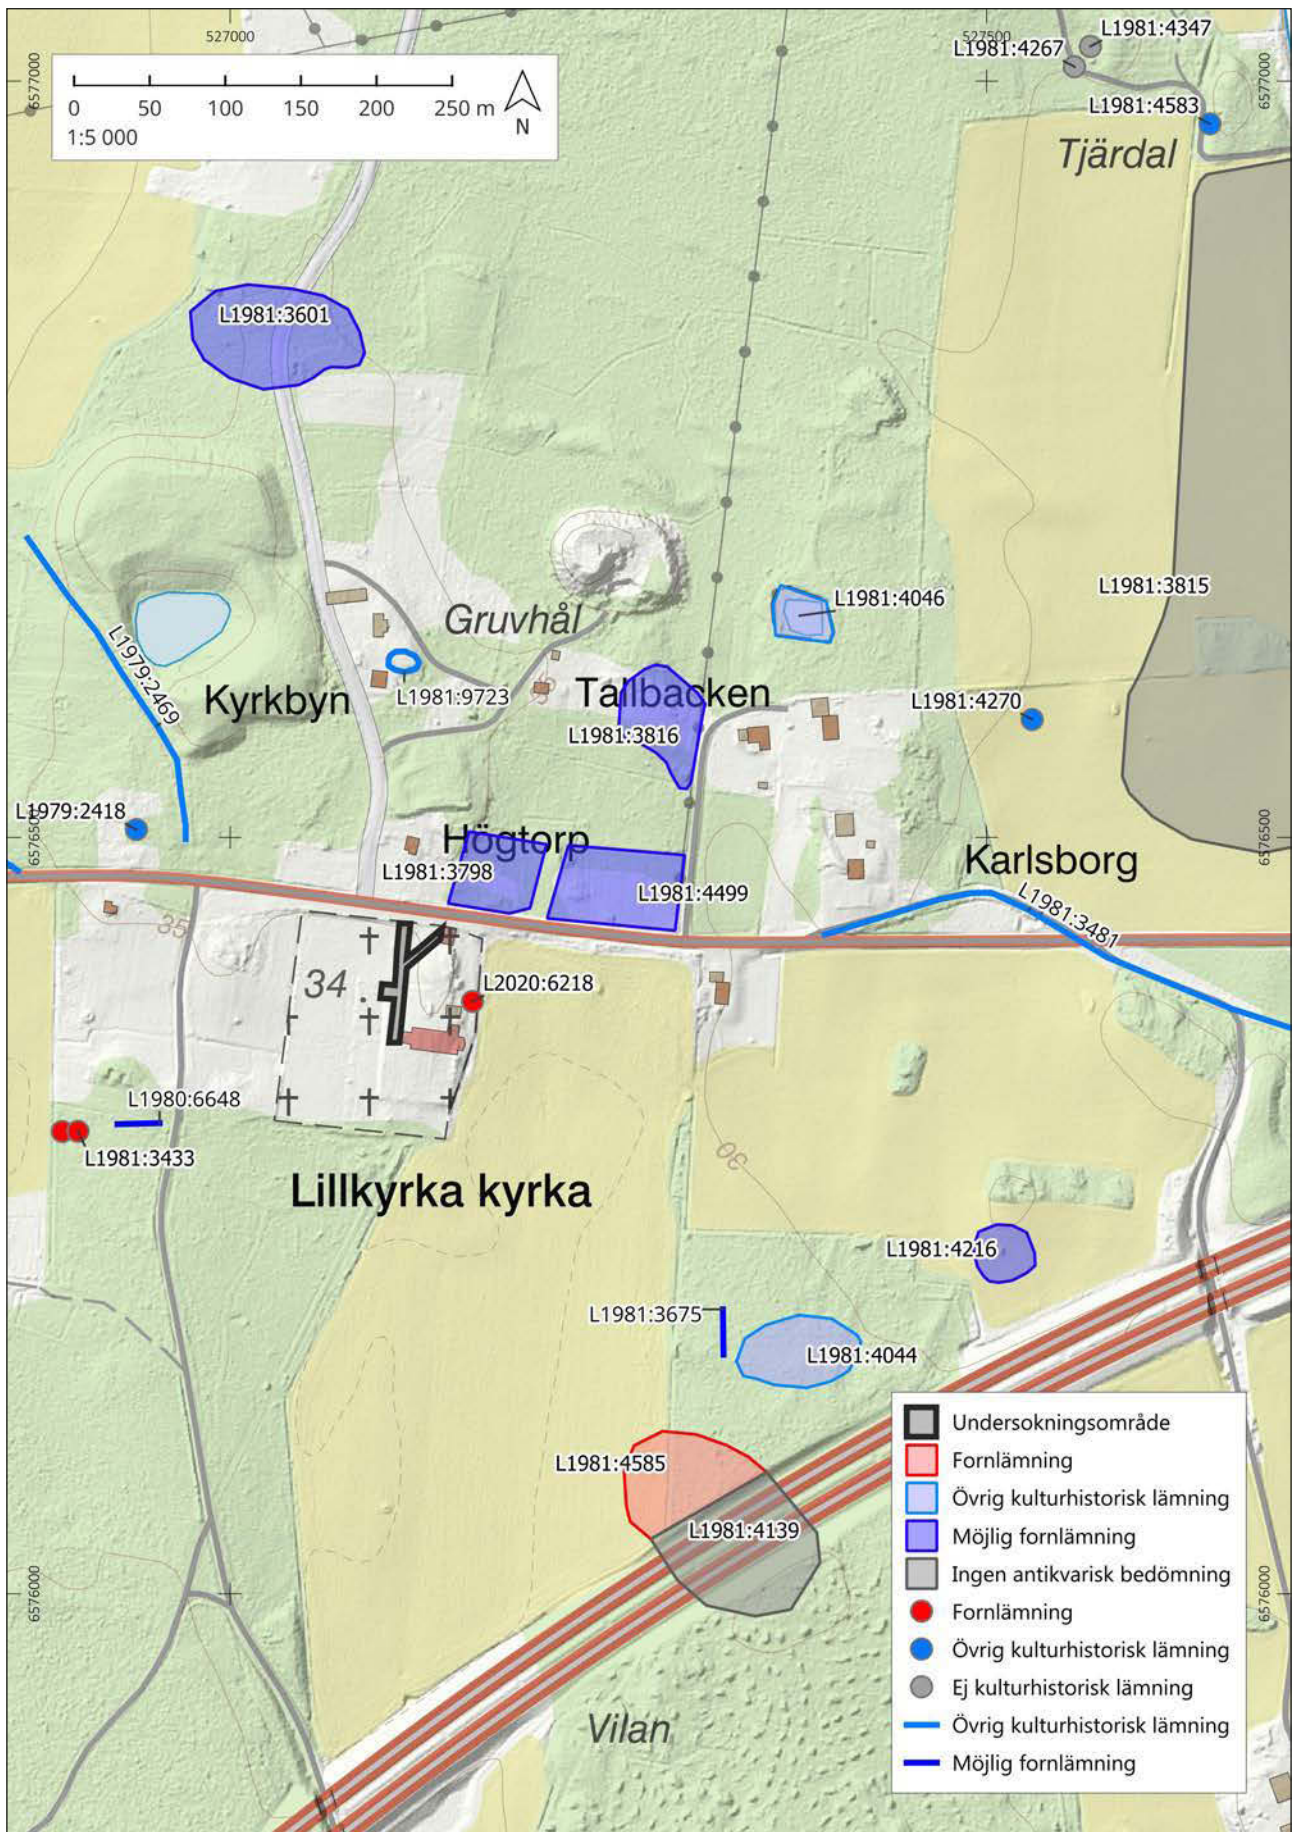 527000
527500
6577000
6577000
0 50 100 150 200 250 m
N
1:5 000
L1981:4347
L1981:4267
L1981:4583
Tjärdal
L1981:3601
L1981:3815
L1981:4046
Gruvhål
L1979:2469
Kyrkbyn
L1981:9723
Tallbacken
L1981:3816
L1981:4270
L1979:2418
6576500
6576500
Högtorp
L1981:3798
L1981:4499
Karlsborg
L1981:3481
35
34
L2020:6218
L1980:6648
L1981:3433
30
Lillkyrka kyrka
L1981:4216
L1981:3675
L1981:4044
L1981:4585
L1981:4139
6576000
6576000
Vilan
Undersokningsområde
Fornlämning
Övrig kulturhistorisk lämning
Möjlig fornlämning
Ingen antikvarisk bedömning
Fornlämning
Övrig kulturhistorisk lämning
Ej kulturhistorisk lämning
Övrig kulturhistorisk lämning
Möjlig fornlämning